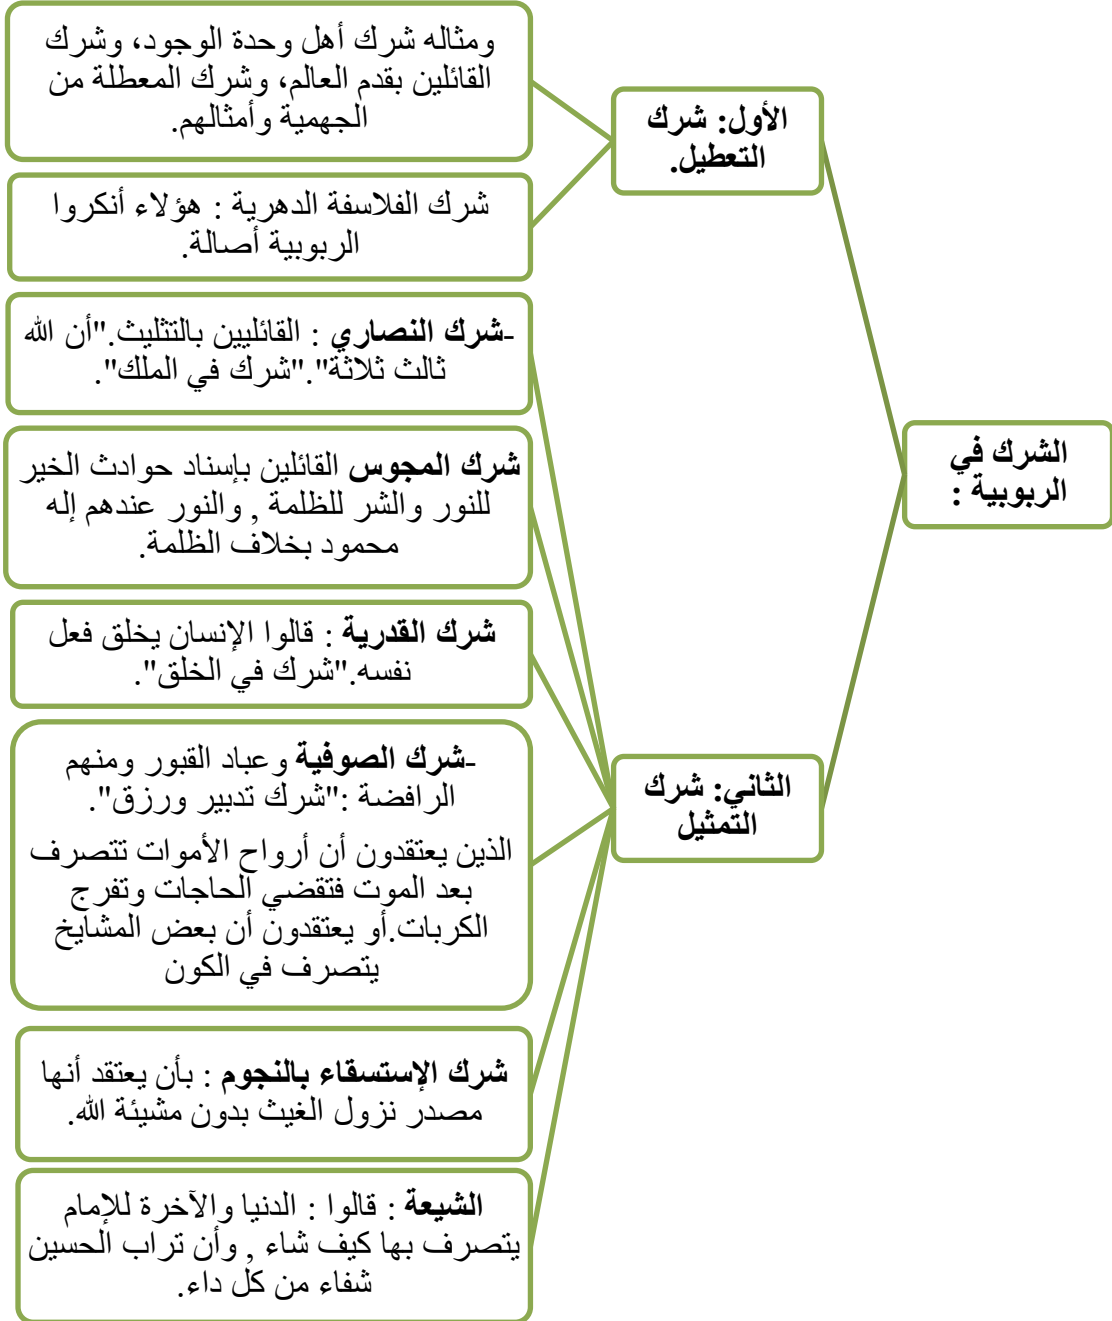 الشرك في
الربوبية :
الأول: شرك
التعطيل.
ومثاله شرك أهل وحدة الوجود، وشرك
القائلين بقدم العالم، وشرك المعطلة من
الجهمية وأمثالهم.
شرك الفلاسفة الدهرية : هؤلاء أنكروا
الربوبية أصالة.
الثاني: شرك
التمثيل
-شرك النصاري : القائليين بالتثليث."أن الله
ثالث ثلاثة"."شرك في الملك".
شرك المجوس القائلين بإسناد حوادث الخير
للنور والشر للظلمة , والنور عندهم إله
محمود بخلاف الظلمة.
شرك القدرية : قالوا الإنسان يخلق فعل
نفسه."شرك في الخلق".
-شرك الصوفية وعباد القبور ومنهم
الرافضة :"شرك تدبير ورزق".
الذين يعتقدون أن أرواح الأموات تتصرف
بعد الموت فتقضي الحاجات وتفرج
الكربات.أو يعتقدون أن بعض المشايخ
يتصرف في الكون
شرك الإستسقاء بالنجوم : بأن يعتقد أنها
مصدر نزول الغيث بدون مشيئة الله.
الشيعة : قالوا : الدنيا والآخرة للإمام
يتصرف بها كيف شاء , وأن تراب الحسين
شفاء من كل داء.